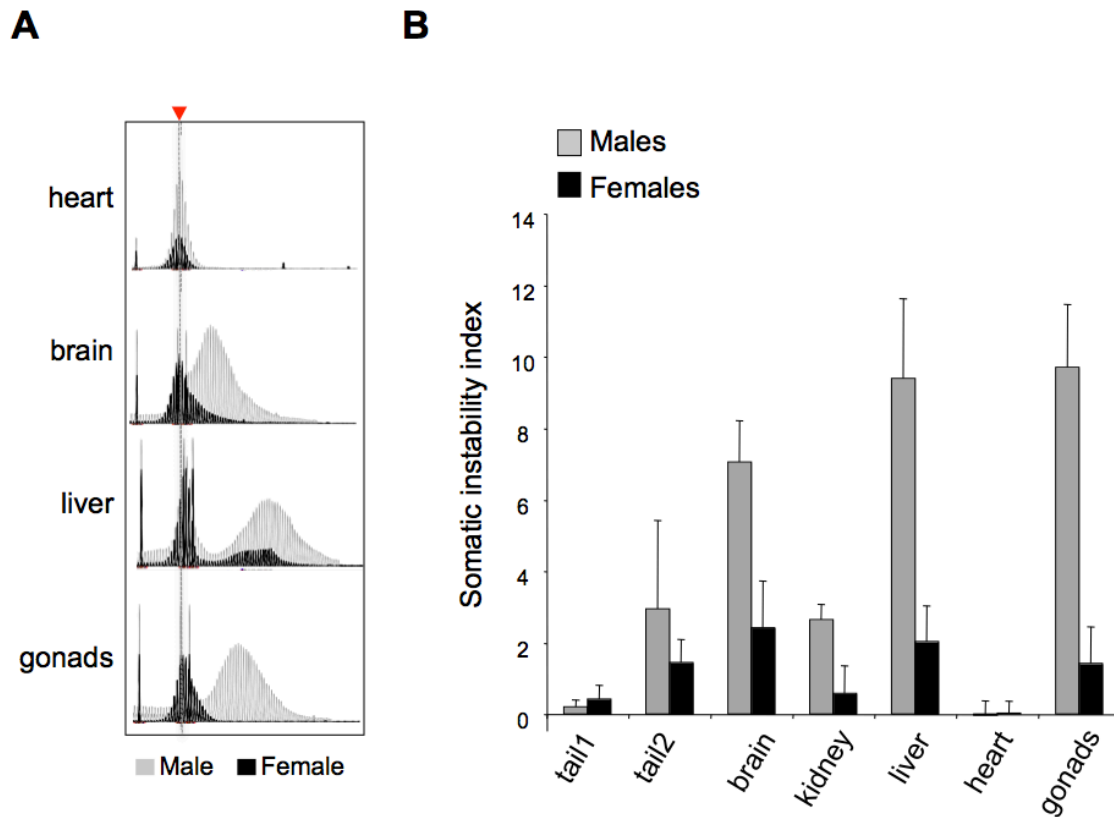 A
heart
brain
liver
gonads
Male Female
B
Males
Females
Somatic instability index
14
12
10
8
6
4
2
0
tail1
tail2
brain
kidney
liver
heart
gonads